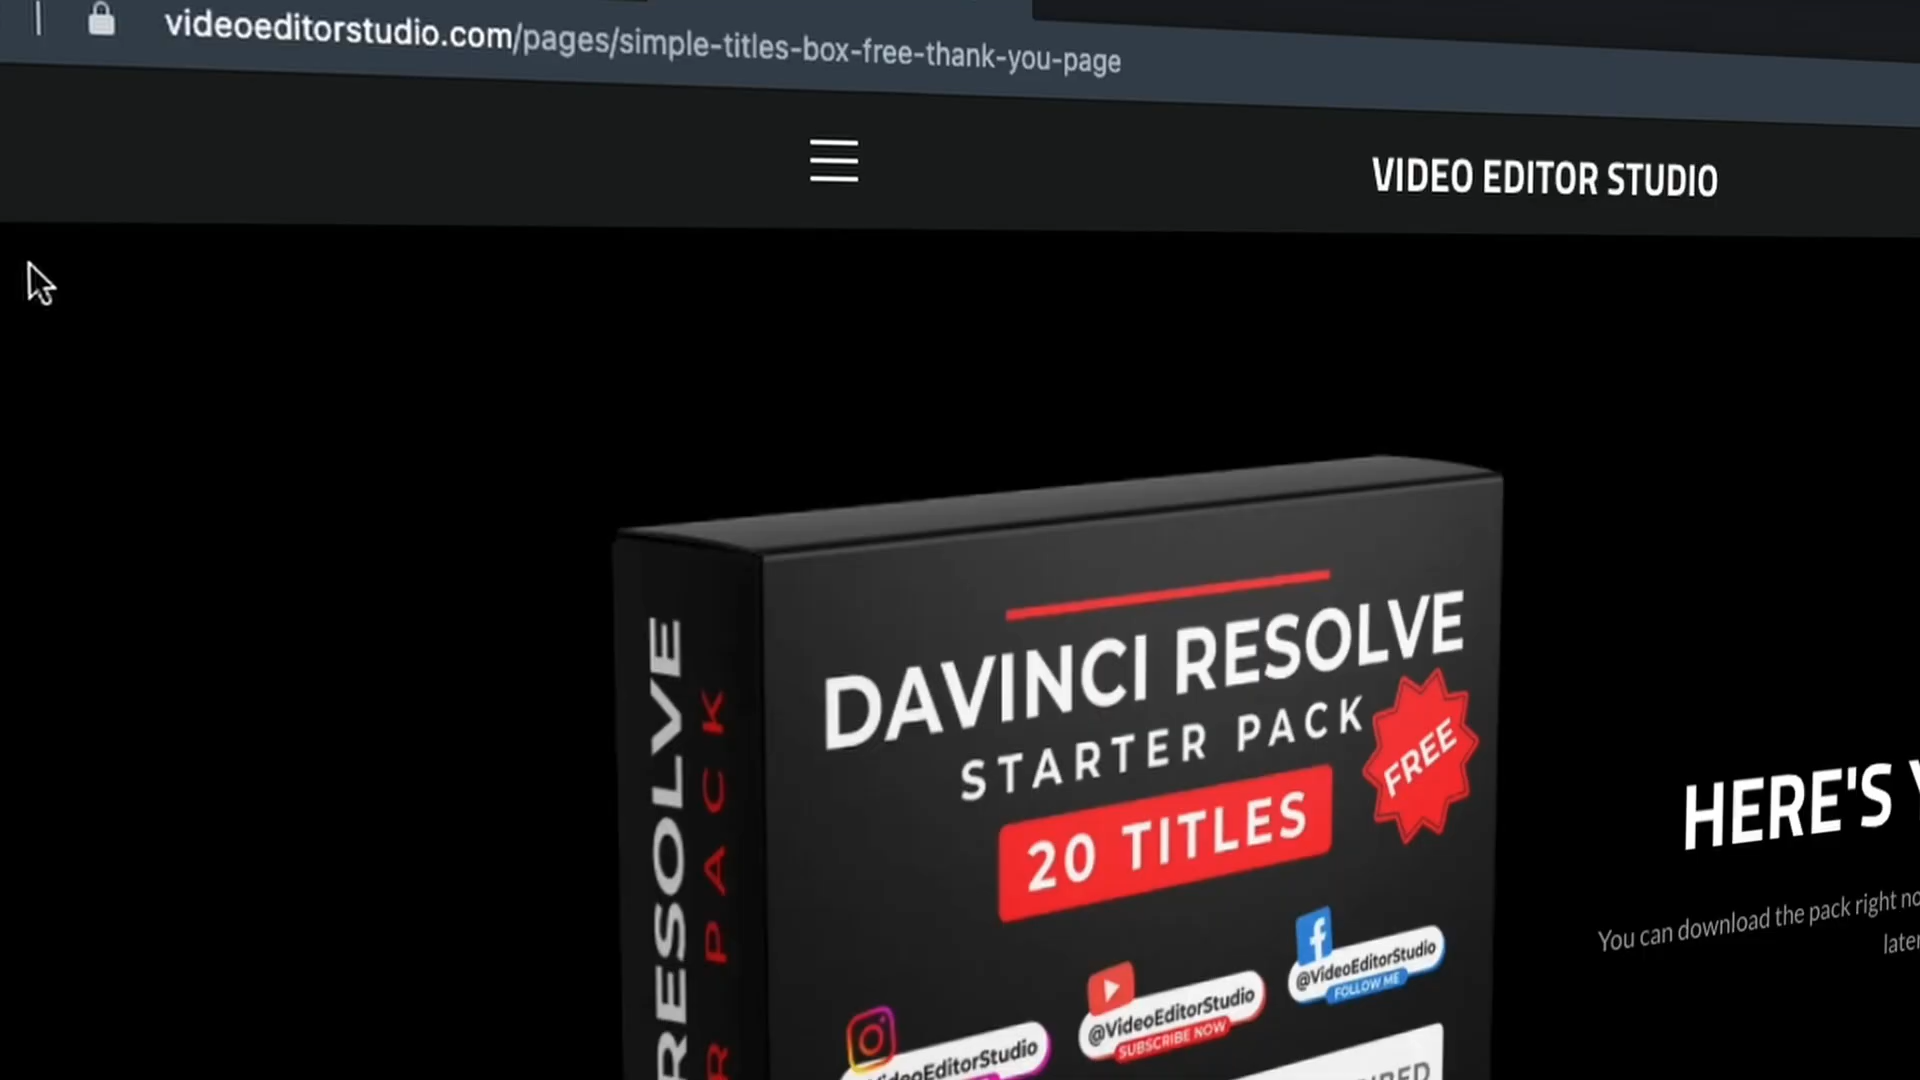 videoeditorstudio.com/pages/simple-titles-box-free-thank-you-page
VIDEO EDITOR STUDIO
DAVINCI RESOLVE
STARTER PACK
FREE
20 TITLES
RESOLVE
PACK
HERE'S
You can download the pack right
@VideoEditorStudio
FOLLOW ME
@VideoEditorStudio
SUBSCRIBE NOW
EditorStudio